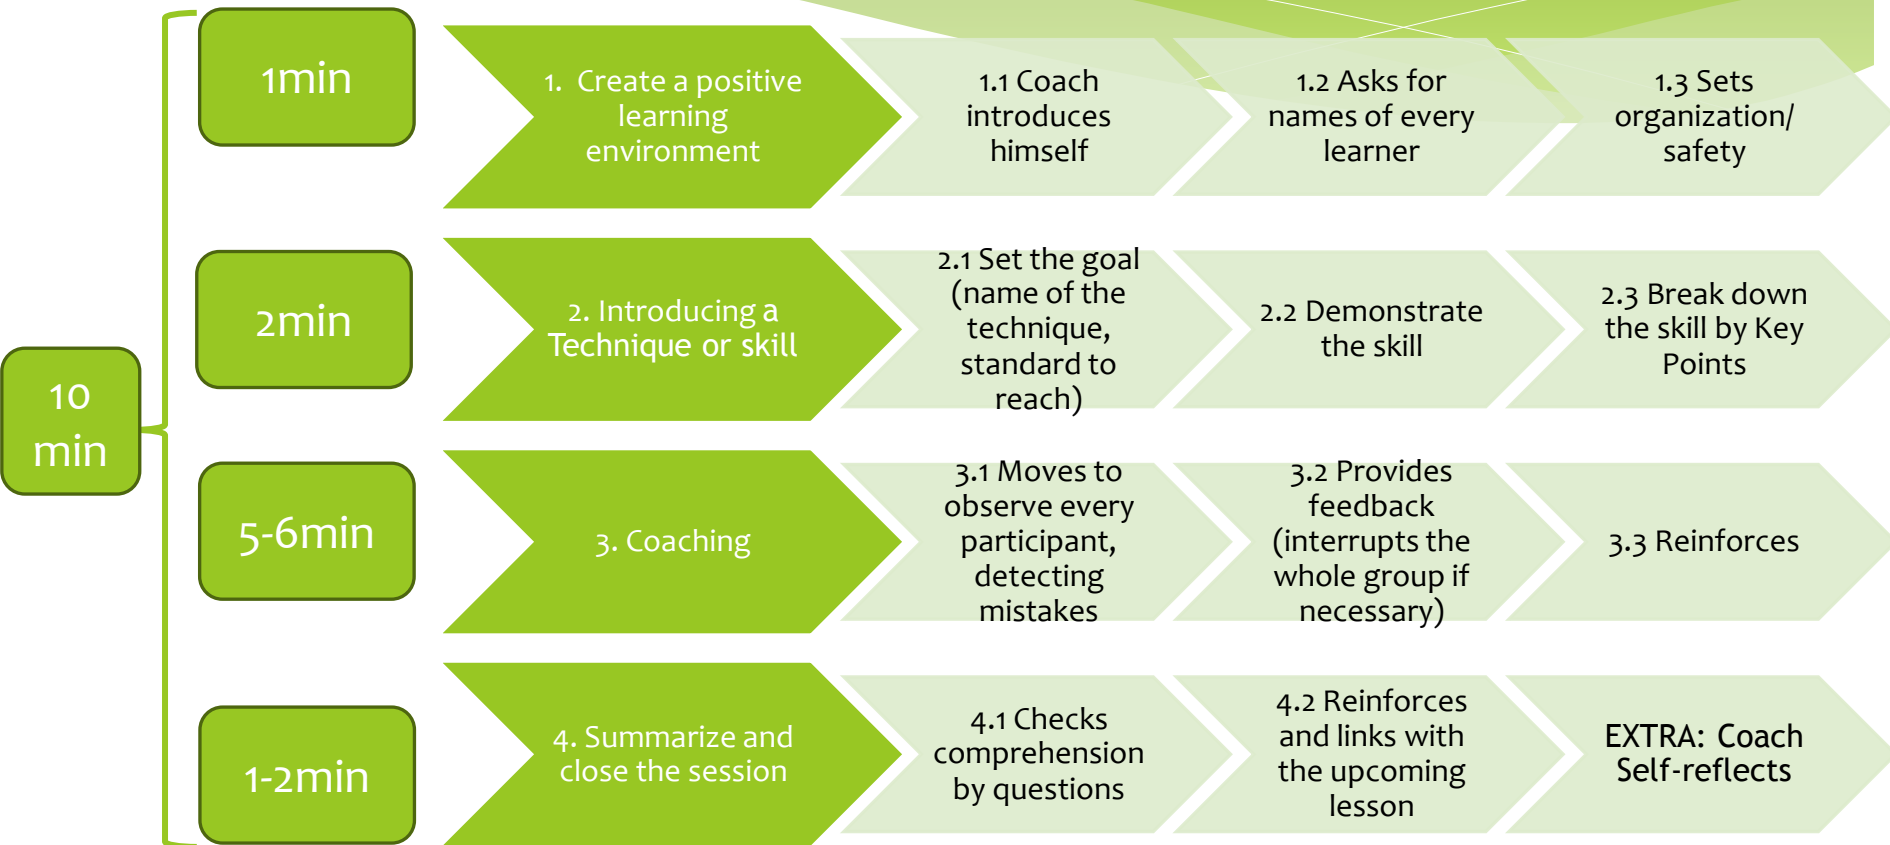 10
min
1min
1. Create a positive
learning
environment
1.1 Coach
introduces
himself
1.2 Asks for
names of every
learner
1.3 Sets
organization/
safety
2min
2. Introducing a
Technique or skill
2.1 Set the goal
(name of the
technique,
standard to
reach)
2.2 Demonstrate
the skill
2.3 Break down
the skill by Key
Points
5-6min
3. Coaching
3.1 Moves to
observe every
participant,
detecting
mistakes
3.2 Provides
feedback
(interrupts the
whole group if
necessary)
3.3 Reinforces
1-2min
4. Summarize and
close the session
4.1 Checks
comprehension
by questions
4.2 Reinforces
and links with
the upcoming
lesson
EXTRA: Coach
Self-reflects